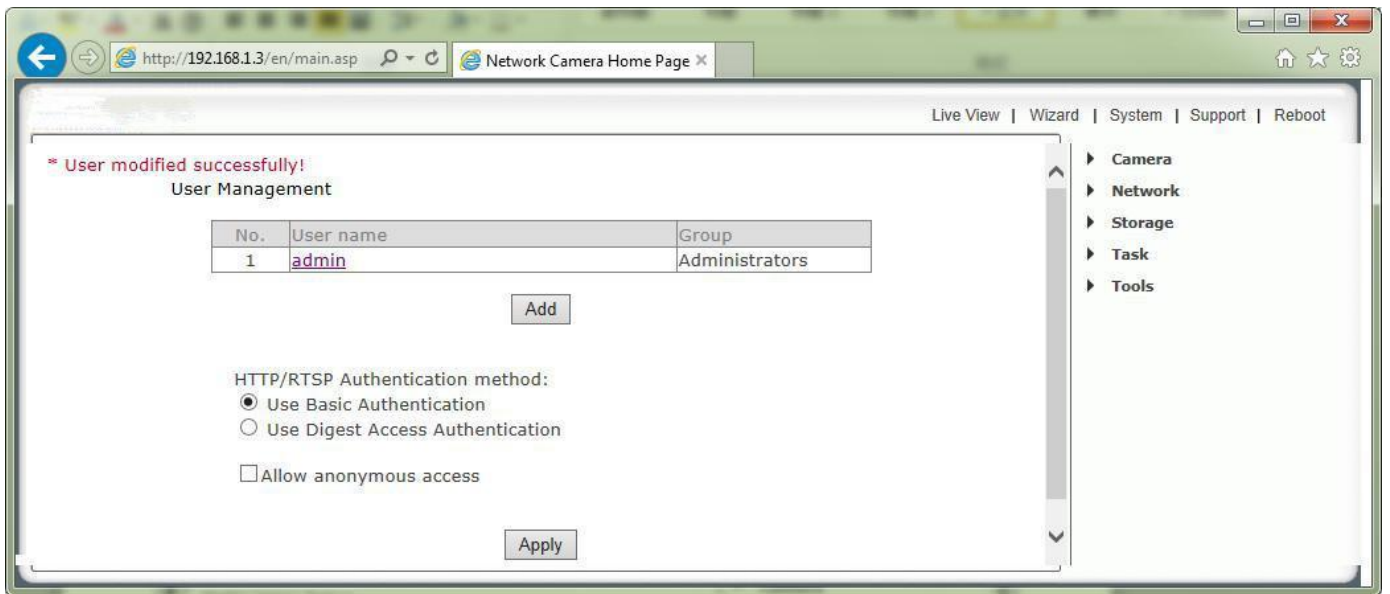 http://192.168.1.3/en/main.asp
Network Camera Home Page
Live View | Wizard | System | Support | Reboot
* User modified successfully!
User Management
No. User name Group
1 admin Administrators
Add
HTTP/RTSP Authentication method:
Use Basic Authentication
Use Digest Access Authentication
Allow anonymous access
Apply
Camera
Network
Storage
Task
Tools